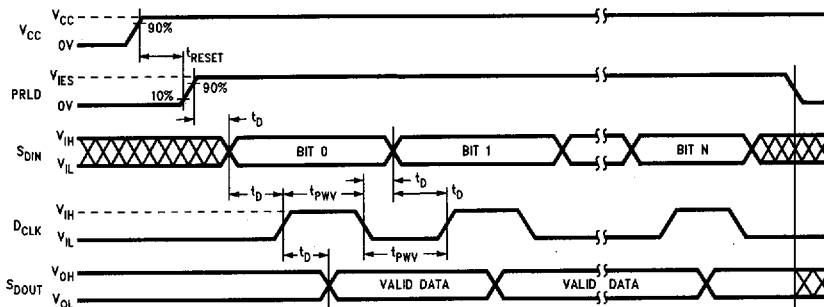 VCC
VCC
0V
90%
tRESET
PRLD
VIES
0V
10%
90%
tD
SDIN
VIH
VIL
BIT 0
BIT 1
BIT N
tD
tPWV
tD
tD
DCLK
VIH
VIL
tD
tPWV
SDOUT
VOH
VOL
VALID DATA
VALID DATA